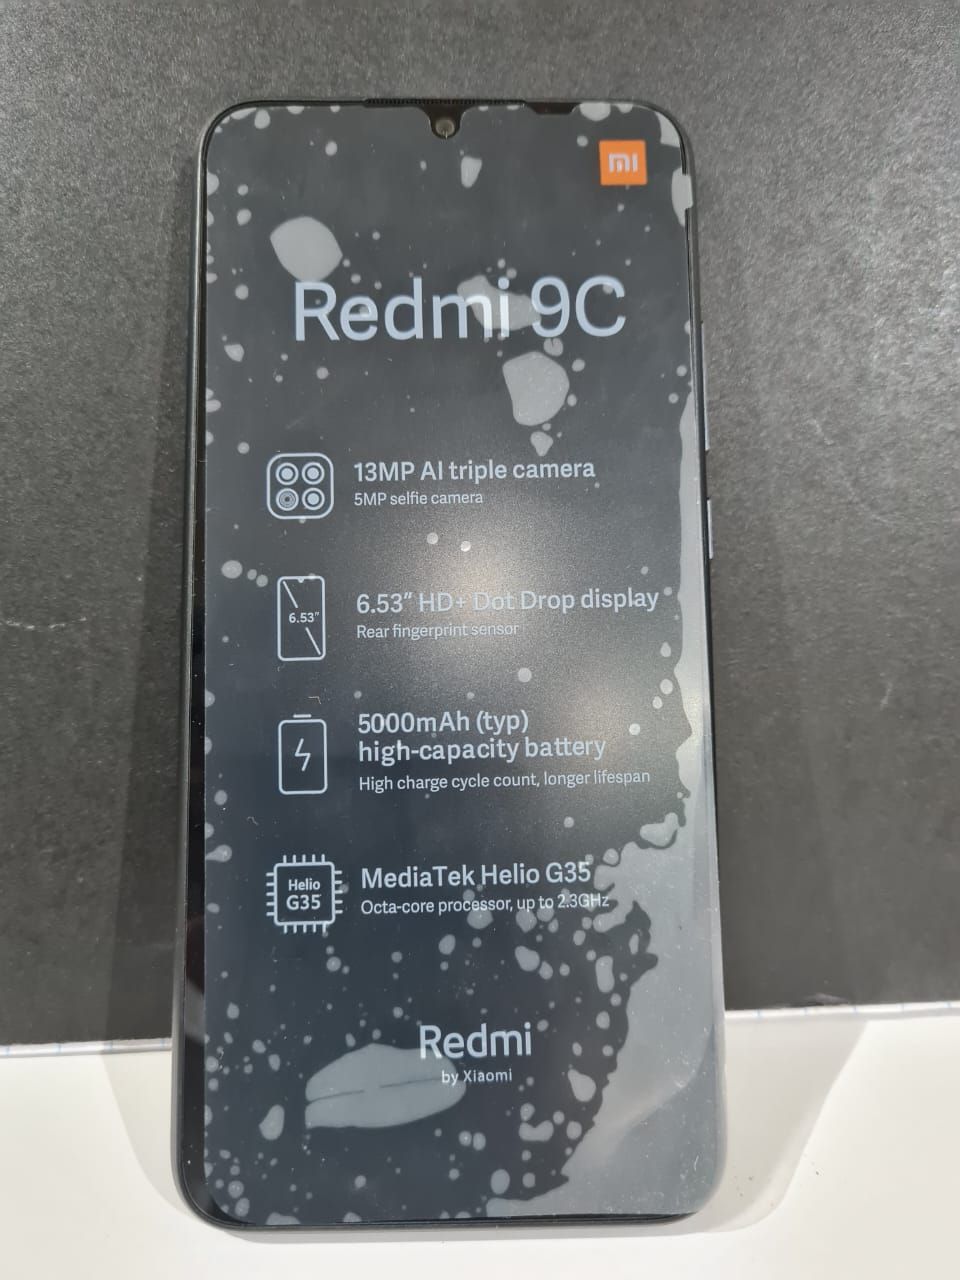 mi
Redmi 9C
13MP AI triple camera
5MP selfie camera
6.53"
6.53" HD+ Dot Drop display
Rear fingerprint sensor
5000mAh (typ)
high-capacity battery
High charge cycle count, longer lifespan
Helio
G35
MediaTek Helio G35
Octa-core processor, up to 2.3GHz
Redmi
by Xiaomi